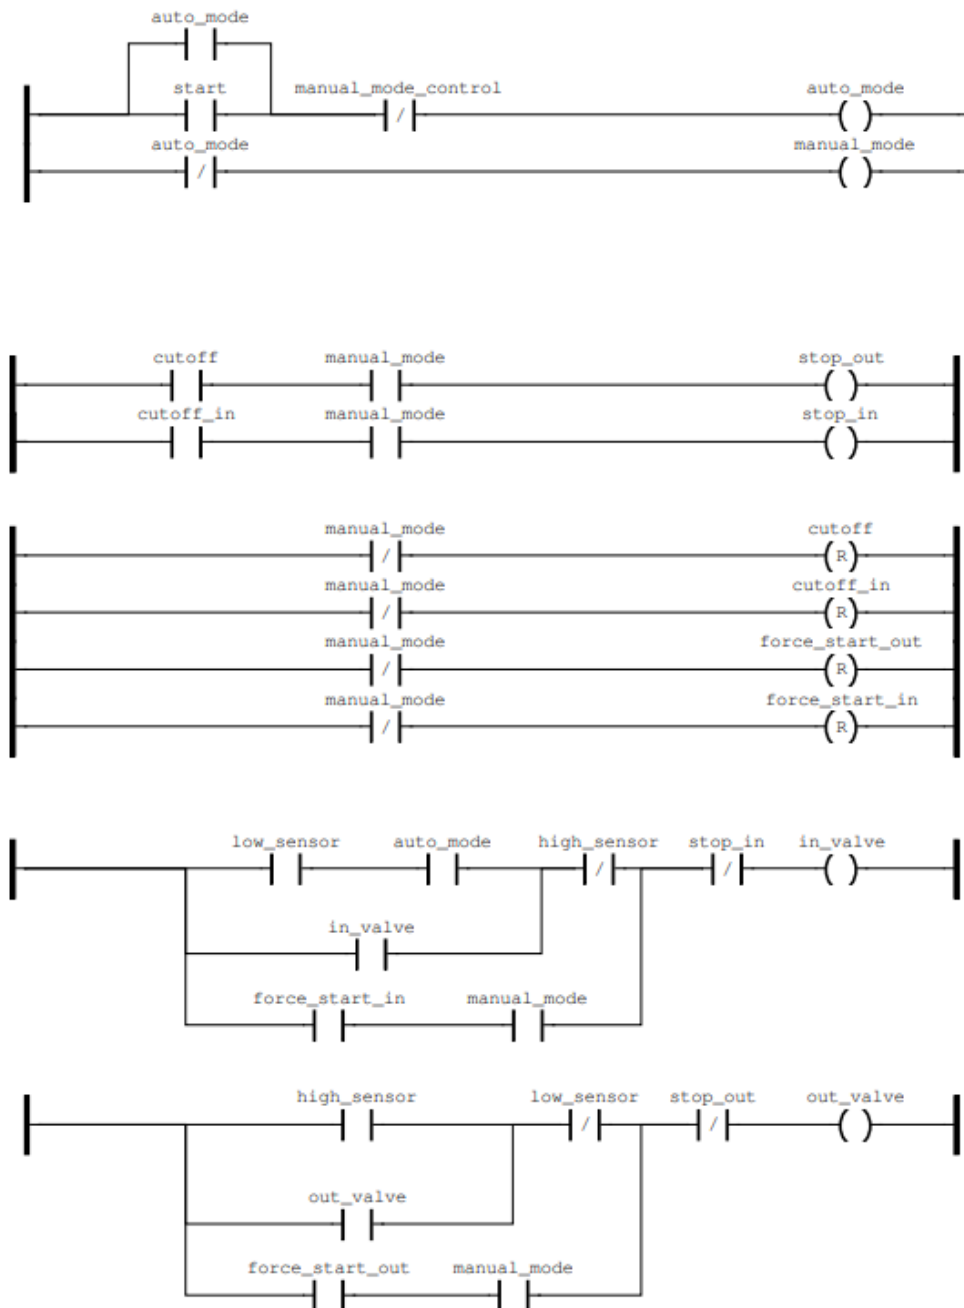 auto_mode
start manual_mode_control auto_mode
/
auto_mode manual_mode
/
cutoff manual_mode stop_out
cutoff_in manual_mode stop_in
manual_mode cutoff
/ R
manual_mode cutoff_in
/ R
manual_mode force_start_out
/ R
manual_mode force_start_in
/ R
low_sensor auto_mode high_sensor stop_in in_valve
/ /
in_valve
force_start_in manual_mode
high_sensor low_sensor stop_out out_valve
/ /
out_valve
force_start_out manual_mode